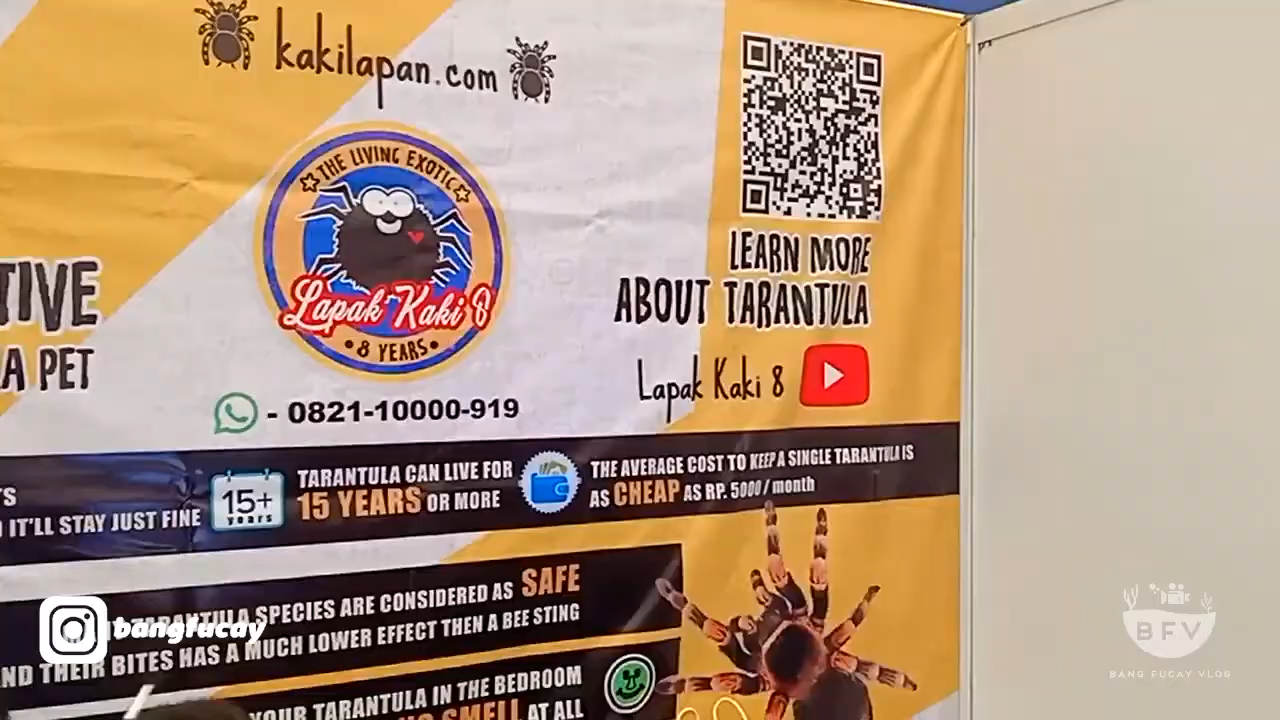 kakilapan.com
THE LIVING EXOTIC
Lapak Kaki 8
8 YEARS
TIVE
A PET
LEARN MORE
ABOUT TARANTULA
Lapak Kaki 8
- 0821-10000-919
IT'LL STAY JUST FINE
15+
years
TARANTULA CAN LIVE FOR
15 YEARS OR MORE
THE AVERAGE COST TO KEEP A SINGLE TARANTULA IS
AS CHEAP AS RP. 5000 / month
TARANTULA SPECIES ARE CONSIDERED AS SAFE
AND THEIR BITES HAS A MUCH LOWER EFFECT THEN A BEE STING
YOUR TARANTULA IN THE BEDROOM
NO SMELL AT ALL
bangfucay
BFV
BANG FUCAY VLOG